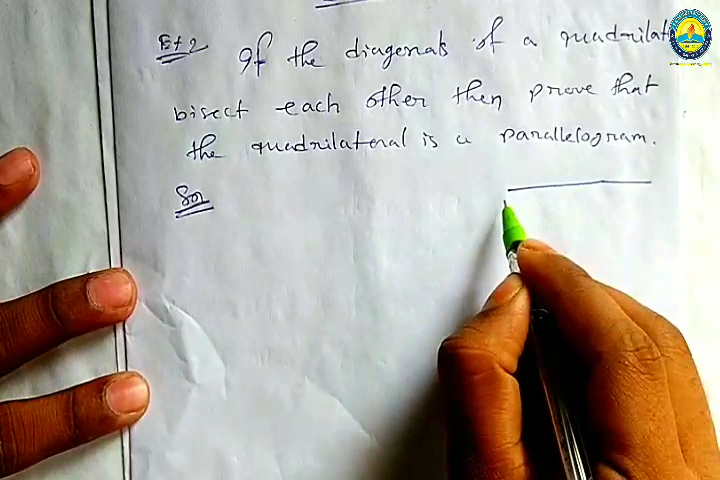 Ex 2 If the diagonals of a quadrilat
bisect each other then prove that
the quadrilateral is a parallelogram.
Sol